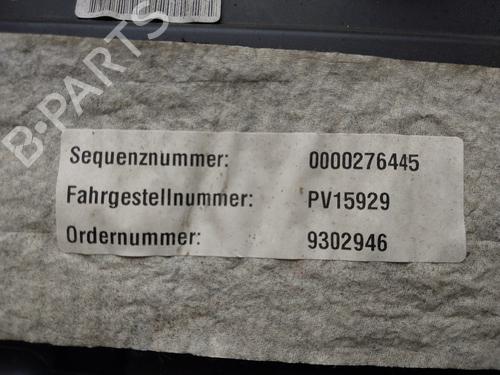 B-PARTS
Sequenznummer: 0000276445
Fahrgestellnummer: PV15929
Ordernummer: 9302946